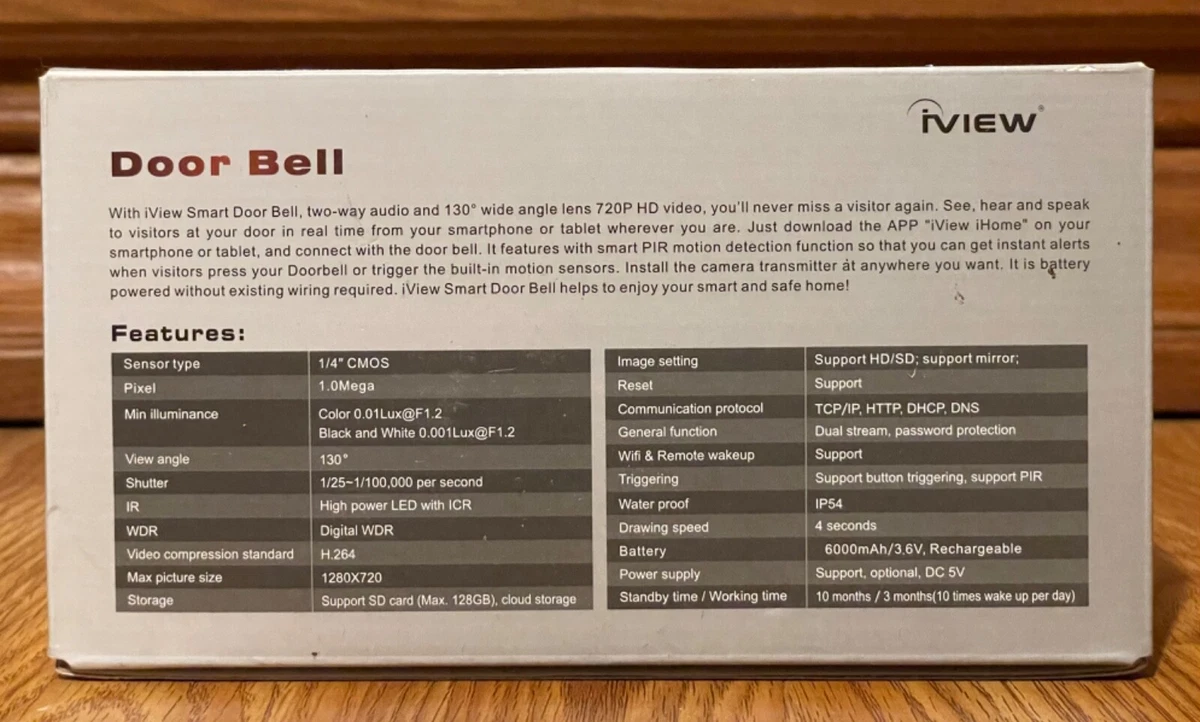 iVIEW®
Door Bell
With iView Smart Door Bell, two-way audio and 130° wide angle lens 720P HD video, you'll never miss a visitor again. See, hear and speak
to visitors at your door in real time from your smartphone or tablet wherever you are. Just download the APP "iView iHome" on your
smartphone or tablet, and connect with the door bell. It features with smart PIR motion detection function so that you can get instant alerts
when visitors press your Doorbell or trigger the built-in motion sensors. Install the camera transmitter at anywhere you want. It is battery
powered without existing wiring required. iView Smart Door Bell helps to enjoy your smart and safe home!
Features:
Sensor type 1/4" CMOS
Pixel 1.0Mega
Min illuminance Color 0.01Lux@F1.2
Black and White 0.001Lux@F1.2
View angle 130°
Shutter 1/25~1/100,000 per second
IR High power LED with ICR
WDR Digital WDR
Video compression standard H.264
Max picture size 1280X720
Storage Support SD card (Max. 128GB), cloud storage
Image setting Support HD/SD; support mirror;
Reset Support
Communication protocol TCP/IP, HTTP, DHCP, DNS
General function Dual stream, password protection
Wifi & Remote wakeup Support
Triggering Support button triggering, support PIR
Water proof IP54
Drawing speed 4 seconds
Battery 6000mAh/3.6V, Rechargeable
Power supply Support, optional, DC 5V
Standby time / Working time 10 months / 3 months(10 times wake up per day)